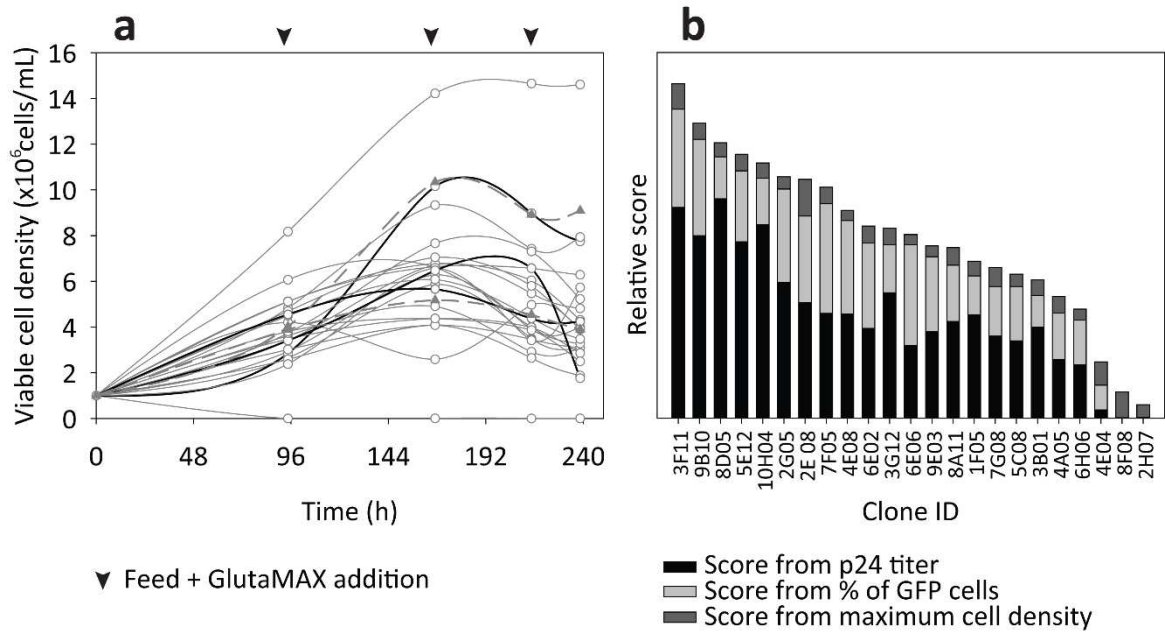 a
b
16
14
12
10
8
6
4
2
0
Viable cell density (x10⁶cells/mL)
0 48 96 144 192 240
Time (h)
Feed + GlutaMAX addition
Relative score
3F11
9B10
8D05
5E12
10H04
2G05
2E 08
7F05
4E08
6E02
3G12
6E06
9E03
8A11
1F05
7G08
5C08
3B01
4A05
6H06
4E04
8F08
2H07
Clone ID
Score from p24 titer
Score from % of GFP cells
Score from maximum cell density